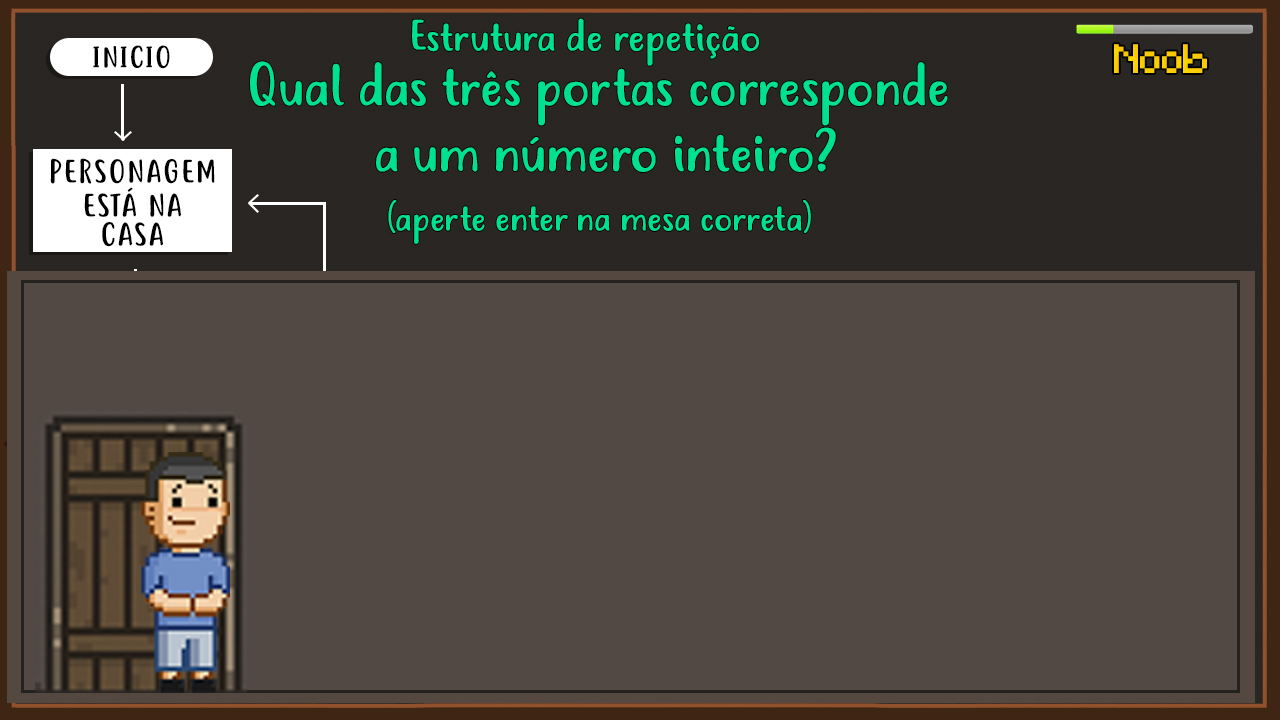 INICIO
PERSONAGEM
ESTÁ NA
CASA
Estrutura de repetição
Qual das três portas corresponde
a um número inteiro?
(aperte enter na mesa correta)
Noob